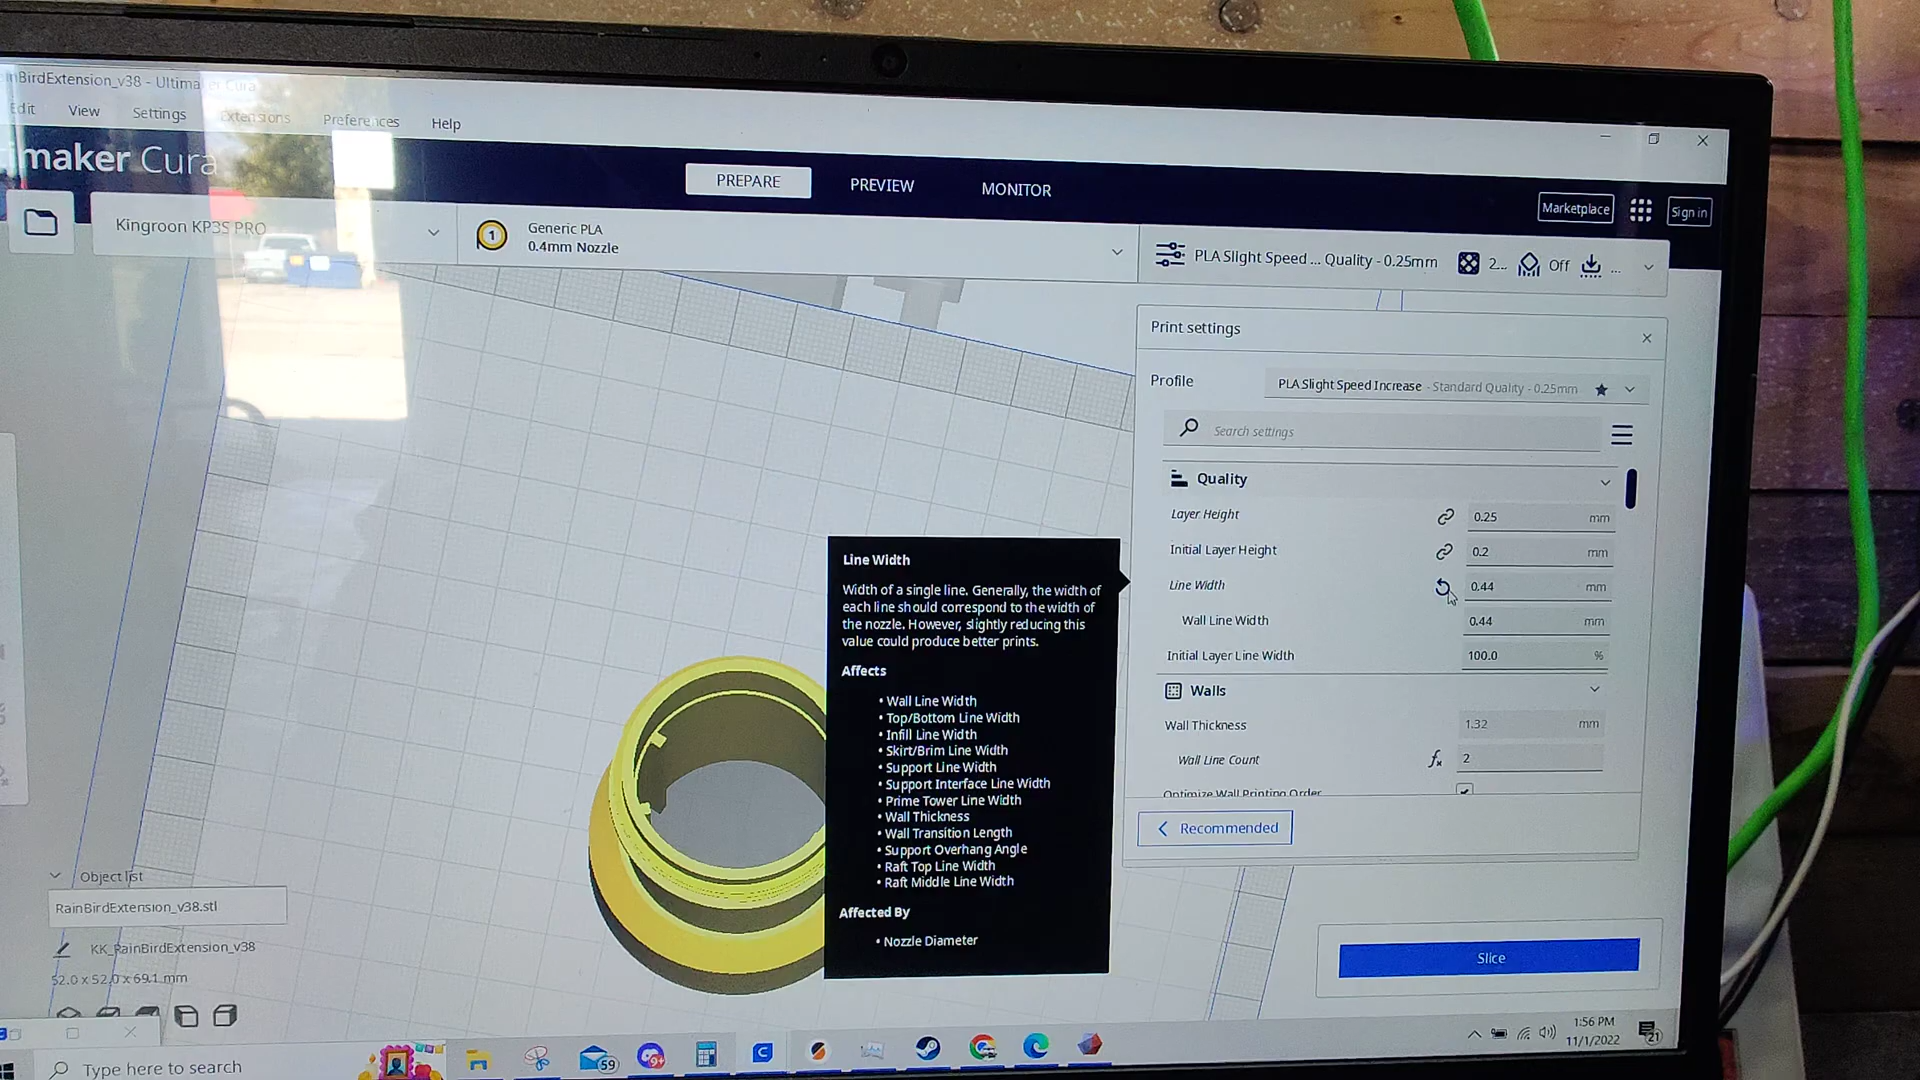 inBirdExtension_v38 - Ultimaker Cura
Edit View Settings Extensions Preferences Help
timaker Cura
PREPARE PREVIEW MONITOR
Marketplace
Sign in
Kingroon KP3S PRO
1
Generic PLA
0.4mm Nozzle
PLA Slight Speed ... Quality - 0.25mm
2...
Off
...
Print settings
Profile
PLA Slight Speed Increase - Standard Quality - 0.25mm
Search settings
Quality
Layer Height 0.25 mm
Initial Layer Height 0.2 mm
Line Width 0.44 mm
Wall Line Width 0.44 mm
Initial Layer Line Width 100.0 %
Walls
Wall Thickness 1.32 mm
Wall Line Count 2
Optimize Wall Printing Order
Recommended
Line Width
Width of a single line. Generally, the width of
each line should correspond to the width of
the nozzle. However, slightly reducing this
value could produce better prints.
Affects
• Wall Line Width
• Top/Bottom Line Width
• Infill Line Width
• Skirt/Brim Line Width
• Support Line Width
• Support Interface Line Width
• Prime Tower Line Width
• Wall Thickness
• Wall Transition Length
• Support Overhang Angle
• Raft Top Line Width
• Raft Middle Line Width
Affected By
• Nozzle Diameter
Object list
RainBirdExtension_v38.stl
KK_RainBirdExtension_v38
52.0 x 52.0 x 69.1 mm
Slice
Type here to search
59
9+
1:56 PM
11/1/2022
21